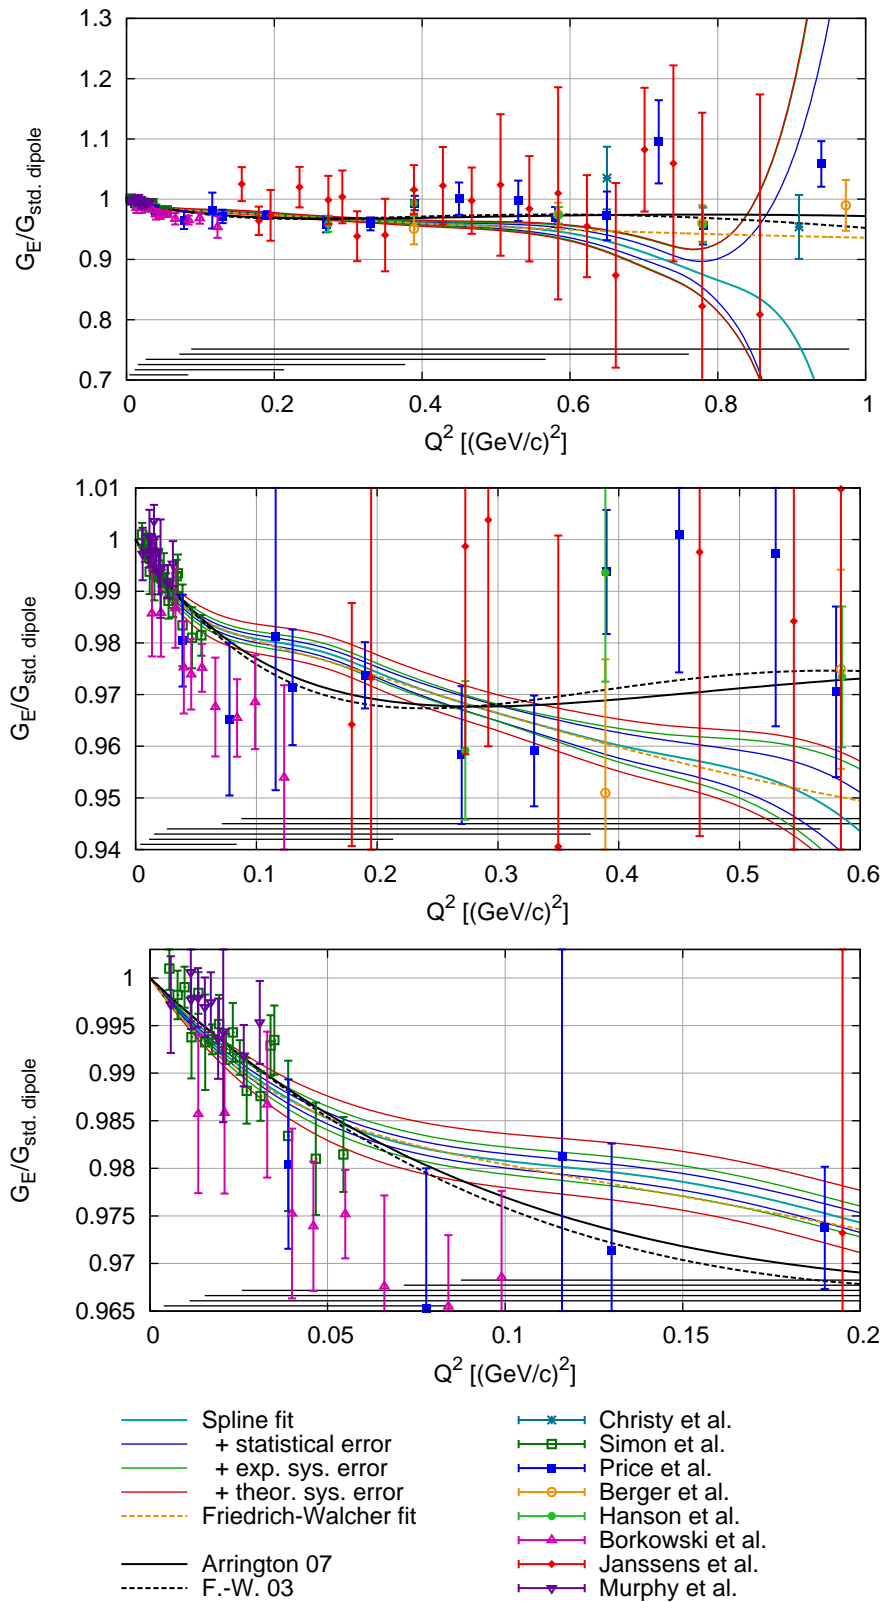 1.3
1.2
1.1
1
0.9
0.8
0.7
G_E/G_std. dipole
0 0.2 0.4 0.6 0.8 1
Q^2 [(GeV/c)^2]
1.01
1
0.99
0.98
0.97
0.96
0.95
0.94
G_E/G_std. dipole
0 0.1 0.2 0.3 0.4 0.5 0.6
Q^2 [(GeV/c)^2]
1
0.995
0.99
0.985
0.98
0.975
0.97
0.965
G_E/G_std. dipole
0 0.05 0.1 0.15 0.2
Q^2 [(GeV/c)^2]
Spline fit
+ statistical error
+ exp. sys. error
+ theor. sys. error
Friedrich-Walcher fit
Arrington 07
F.-W. 03
Christy et al.
Simon et al.
Price et al.
Berger et al.
Hanson et al.
Borkowski et al.
Janssens et al.
Murphy et al.